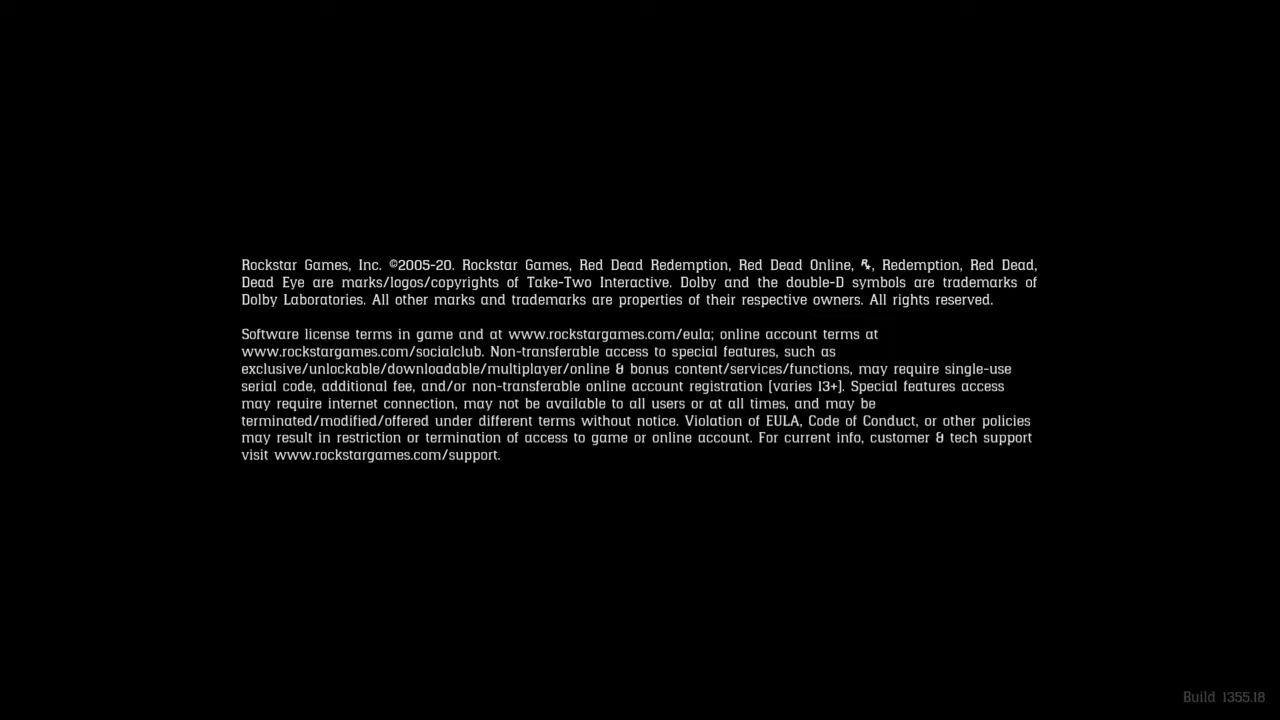 Rockstar Games, Inc. ©2005-20. Rockstar Games, Red Dead Redemption, Red Dead Online, R*, Redemption, Red Dead,
Dead Eye are marks/logos/copyrights of Take-Two Interactive. Dolby and the double-D symbols are trademarks of
Dolby Laboratories. All other marks and trademarks are properties of their respective owners. All rights reserved.
Software license terms in game and at www.rockstargames.com/eula; online account terms at
www.rockstargames.com/socialclub. Non-transferable access to special features, such as
exclusive/unlockable/downloadable/multiplayer/online & bonus content/services/functions, may require single-use
serial code, additional fee, and/or non-transferable online account registration (varies 13+). Special features access
may require internet connection, may not be available to all users or at all times, and may be
terminated/modified/offered under different terms without notice. Violation of EULA, Code of Conduct, or other policies
may result in restriction or termination of access to game or online account. For current info, customer & tech support
visit www.rockstargames.com/support.
Build 1355.18